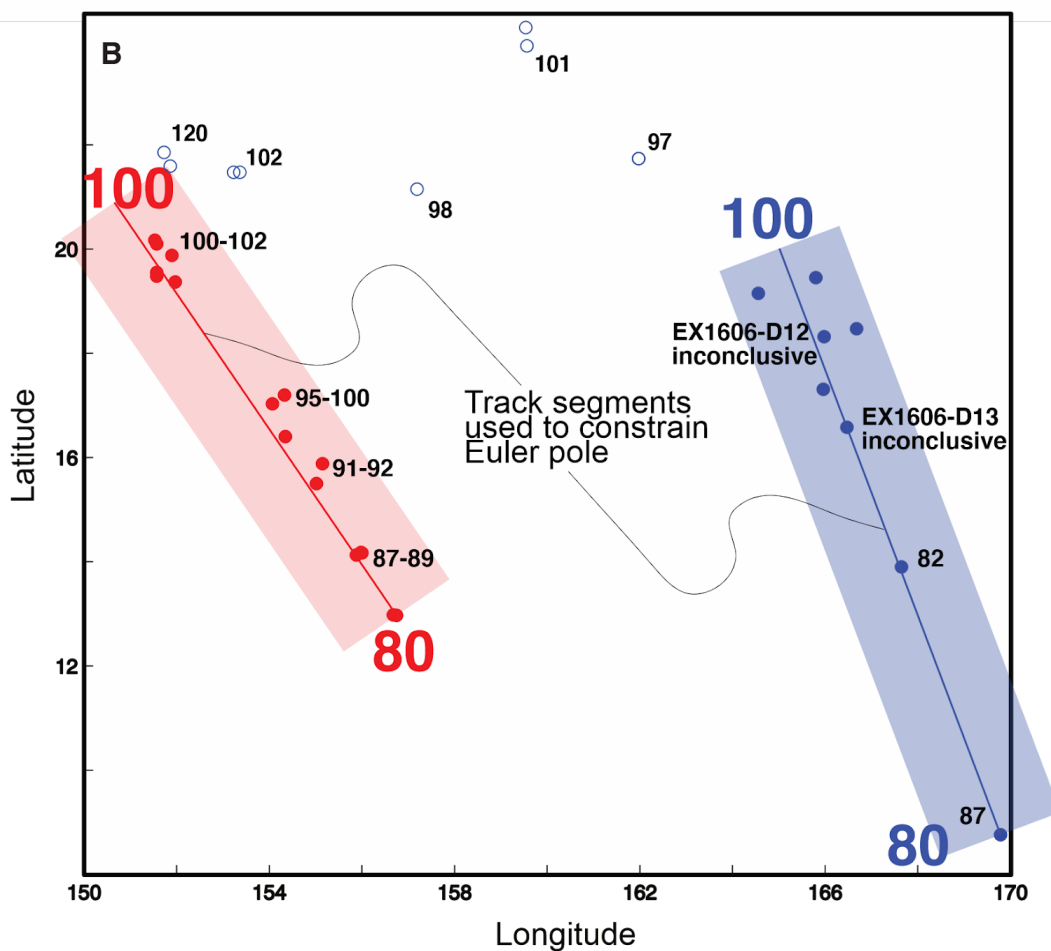 B
101
120
102
97
98
100
100-102
100
20
EX1606-D12
inconclusive
95-100
Track segments
used to constrain
Euler pole
EX1606-D13
inconclusive
16
91-92
87-89
82
80
12
87
80
150
154
158
162
166
170
Latitude
Longitude